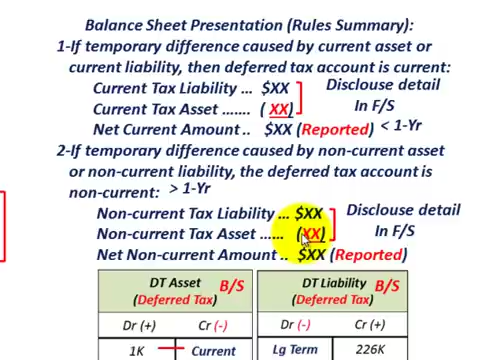 Balance Sheet Presentation (Rules Summary):
1-If temporary difference caused by current asset or
current liability, then deferred tax account is current:
Current Tax Liability ... $XX
Disclouse detail
Current Tax Asset ....... ( XX)
In F/S
Net Current Amount .. $XX (Reported)
< 1-Yr
2-If temporary difference caused by non-current asset
or non-current liability, the deferred tax account is
non-current: > 1-Yr
Non-current Tax Liability ... $XX
Disclouse detail
Non-current Tax Asset ...... (XX)
In F/S
Net Non-current Amount .. $XX (Reported)
DT Asset B/S
(Deferred Tax)
DT Liability B/S
(Deferred Tax)
Dr (+) Cr (-)
Dr (-) Cr (+)
1K Current
Lg Term 226K